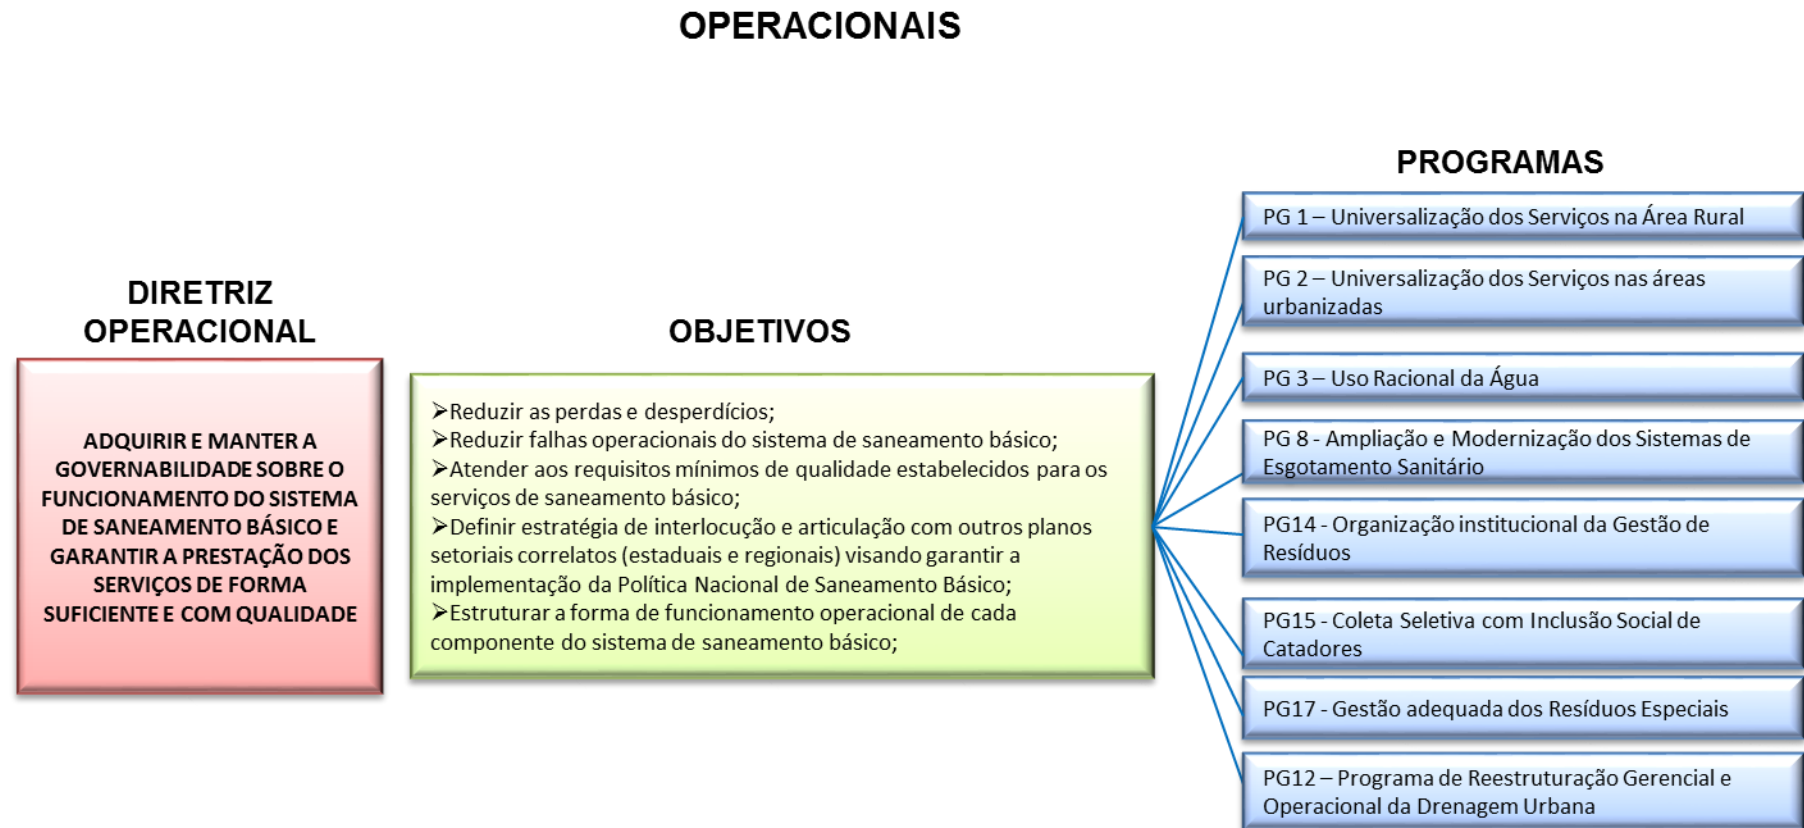 OPERACIONAIS
DIRETRIZ
OPERACIONAL
ADQUIRIR E MANTER A
GOVERNABILIDADE SOBRE O
FUNCIONAMENTO DO SISTEMA
DE SANEAMENTO BÁSICO E
GARANTIR A PRESTAÇÃO DOS
SERVIÇOS DE FORMA
SUFICIENTE E COM QUALIDADE
OBJETIVOS
➢Reduzir as perdas e desperdícios;
➢Reduzir falhas operacionais do sistema de saneamento básico;
➢Atender aos requisitos mínimos de qualidade estabelecidos para os
serviços de saneamento básico;
➢Definir estratégia de interlocução e articulação com outros planos
setoriais correlatos (estaduais e regionais) visando garantir a
implementação da Política Nacional de Saneamento Básico;
➢Estruturar a forma de funcionamento operacional de cada
componente do sistema de saneamento básico;
PROGRAMAS
PG 1 – Universalização dos Serviços na Área Rural
PG 2 – Universalização dos Serviços nas áreas
urbanizadas
PG 3 – Uso Racional da Água
PG 8 - Ampliação e Modernização dos Sistemas de
Esgotamento Sanitário
PG14 - Organização institucional da Gestão de
Resíduos
PG15 - Coleta Seletiva com Inclusão Social de
Catadores
PG17 - Gestão adequada dos Resíduos Especiais
PG12 – Programa de Reestruturação Gerencial e
Operacional da Drenagem Urbana